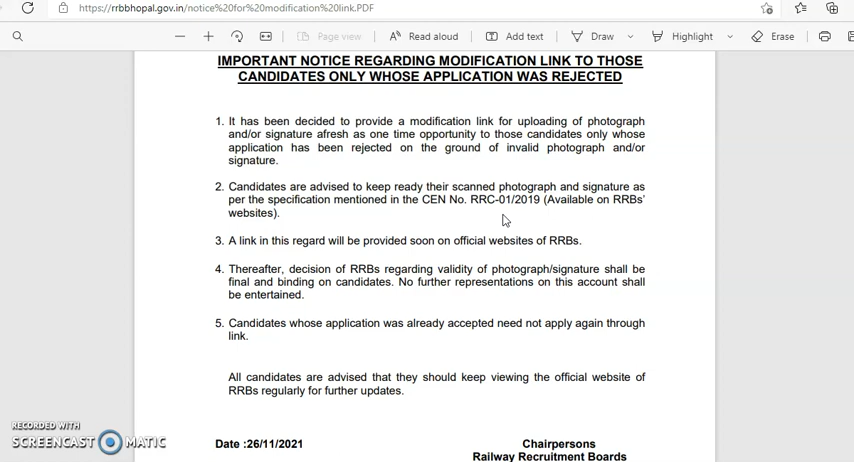 https://rrbbhopal.gov.in/notice%20for%20modification%20link.PDF
Page view
Read aloud
Add text
Draw
Highlight
Erase
IMPORTANT NOTICE REGARDING MODIFICATION LINK TO THOSE
CANDIDATES ONLY WHOSE APPLICATION WAS REJECTED
1. It has been decided to provide a modification link for uploading of photograph
and/or signature afresh as one time opportunity to those candidates only whose
application has been rejected on the ground of invalid photograph and/or
signature.
2. Candidates are advised to keep ready their scanned photograph and signature as
per the specification mentioned in the CEN No. RRC-01/2019 (Available on RRBs'
websites).
3. A link in this regard will be provided soon on official websites of RRBs.
4. Thereafter, decision of RRBs regarding validity of photograph/signature shall be
final and binding on candidates. No further representations on this account shall
be entertained.
5. Candidates whose application was already accepted need not apply again through
link.
All candidates are advised that they should keep viewing the official website of
RRBs regularly for further updates.
RECORDED WITH
SCREENCAST MATIC
Date :26/11/2021
Chairpersons
Railway Recruitment Boards